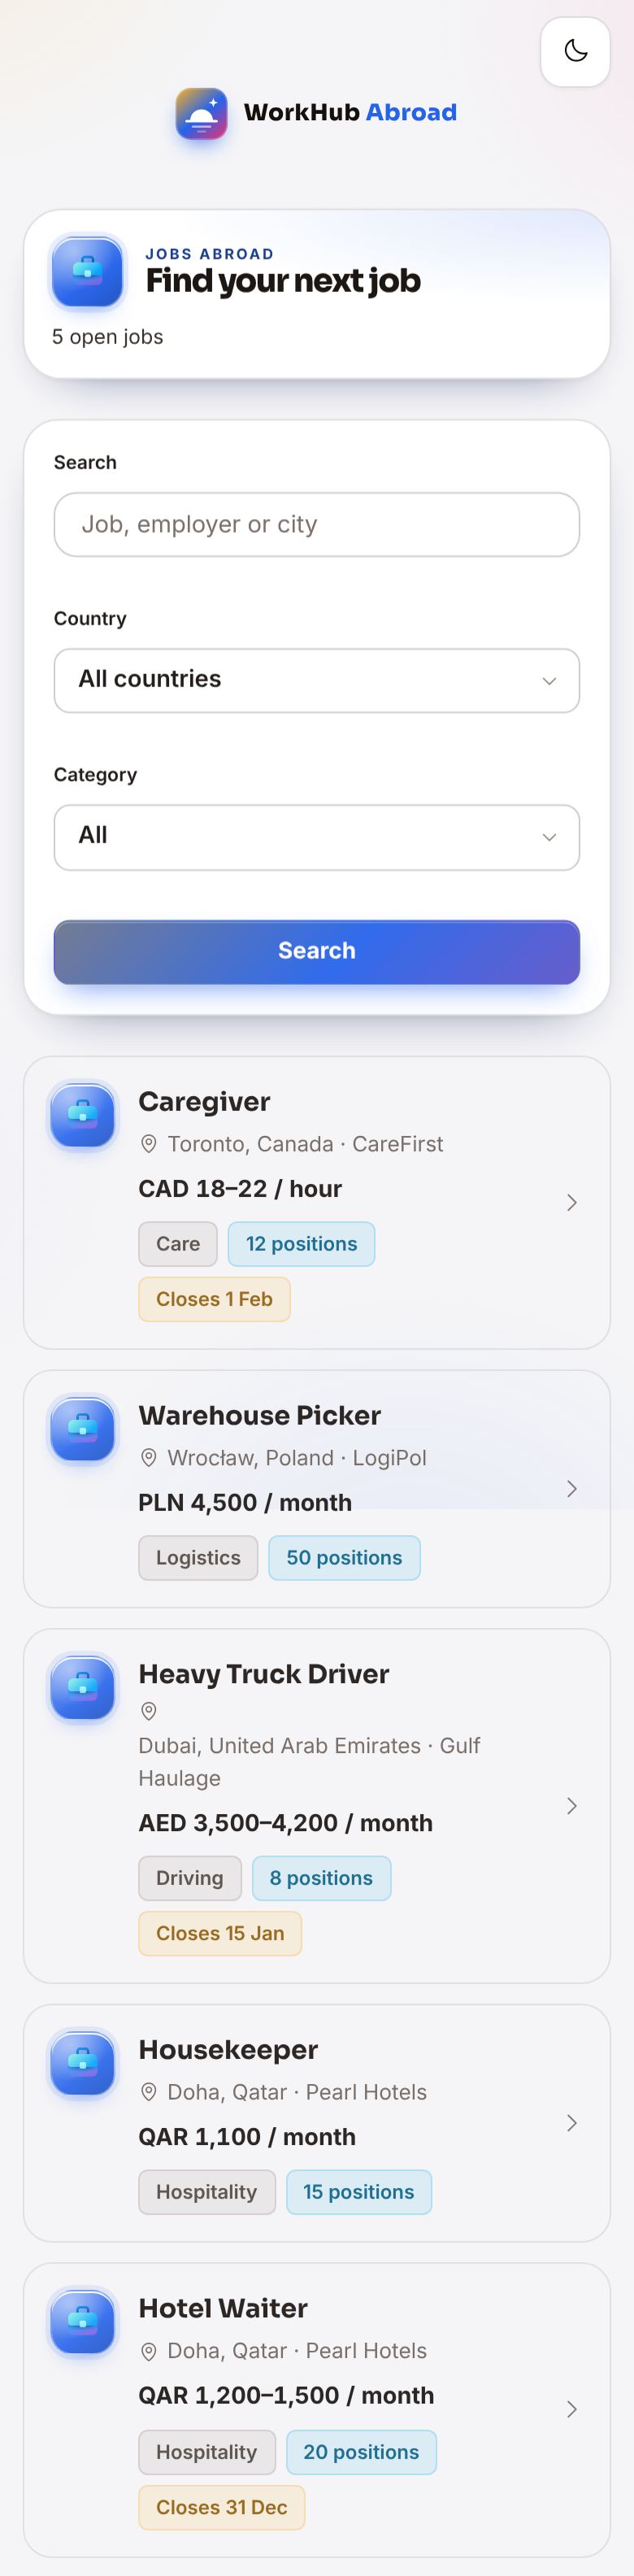 WorkHub Abroad
JOBS ABROAD
Find your next job
5 open jobs
Search
Job, employer or city
Country
All countries
Category
All
Search
Caregiver
Toronto, Canada · CareFirst
CAD 18–22 / hour
Care
12 positions
Closes 1 Feb
Warehouse Picker
Wrocław, Poland · LogiPol
PLN 4,500 / month
Logistics
50 positions
Heavy Truck Driver
Dubai, United Arab Emirates · Gulf
Haulage
AED 3,500–4,200 / month
Driving
8 positions
Closes 15 Jan
Housekeeper
Doha, Qatar · Pearl Hotels
QAR 1,100 / month
Hospitality
15 positions
Hotel Waiter
Doha, Qatar · Pearl Hotels
QAR 1,200–1,500 / month
Hospitality
20 positions
Closes 31 Dec